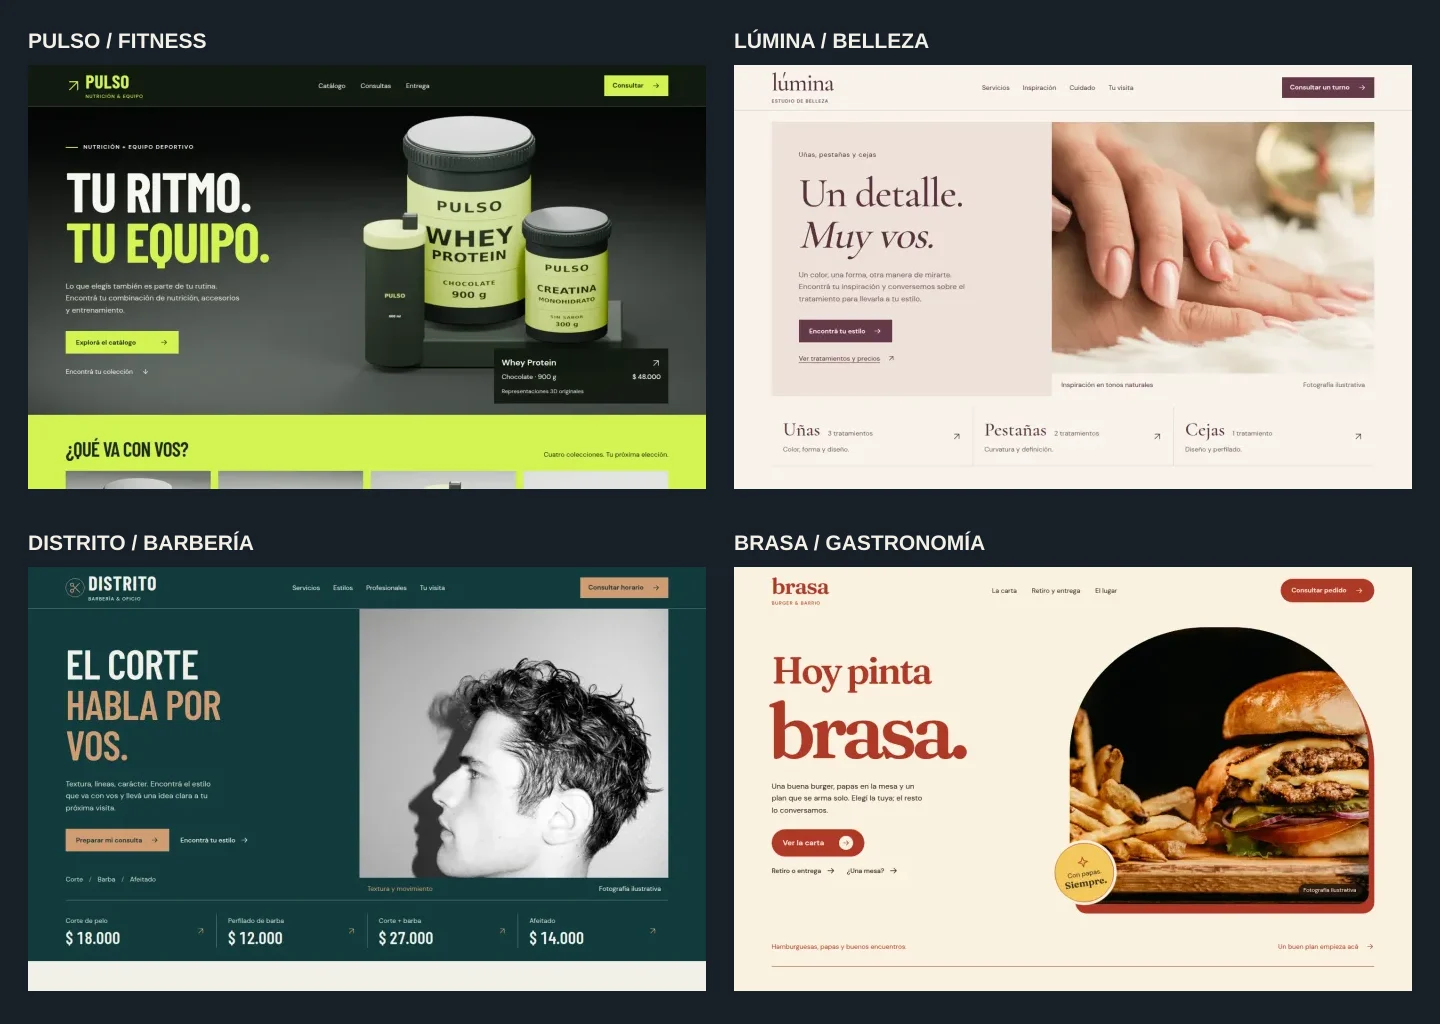 PULSO / FITNESS
PULSO
NUTRICIÓN & EQUIPO
Catálogo
Consultas
Entrega
Consultar
NUTRICIÓN + EQUIPO DEPORTIVO
TU RITMO.
TU EQUIPO.
Lo que elegís también es parte de tu rutina.
Encontrá tu combinación de nutrición, accesorios
y entrenamiento.
Explorá el catálogo
Encontrá tu colección
PULSO
WHEY
PROTEIN
CHOCOLATE
900 g
PULSO
PULSO
CREATINA
MONOHIDRATO
SIN SABOR
300 g
Whey Protein
Chocolate · 900 g
$ 48.000
Representaciones 3D originales
¿QUÉ VA CON VOS?
Cuatro colecciones. Tu próxima elección.
LÚMINA / BELLEZA
lúmina
ESTUDIO DE BELLEZA
Servicios
Inspiración
Cuidado
Tu visita
Consultar un turno
Uñas, pestañas y cejas
Un detalle.
Muy vos.
Un color, una forma, otra manera de mirarte.
Encontrá tu inspiración y conversemos sobre el
tratamiento para llevarla a tu estilo.
Encontrá tu estilo
Ver tratamientos y precios
Inspiración en tonos naturales
Fotografía ilustrativa
Uñas 3 tratamientos
Color, forma y diseño.
Pestañas 2 tratamientos
Curvatura y definición.
Cejas 1 tratamiento
Diseño y perfilado.
DISTRITO / BARBERÍA
DISTRITO
BARBERÍA & OFICIO
Servicios
Estilos
Profesionales
Tu visita
Consultar horario
EL CORTE
HABLA POR
VOS.
Textura, líneas, carácter. Encontrá el estilo
que va con vos y llevá una idea clara a tu
próxima visita.
Preparar mi consulta
Encontrá tu estilo
Corte / Barba / Afeitado
Textura y movimiento
Fotografía ilustrativa
Corte de pelo
$ 18.000
Perfilado de barba
$ 12.000
Corte + barba
$ 27.000
Afeitado
$ 14.000
BRASA / GASTRONOMÍA
brasa
BURGER & BARRIO
La carta
Retiro y entrega
El lugar
Consultar pedido
Hoy pinta
brasa.
Una buena burger, papas en la mesa y un
plan que se arma solo. Elegí la tuya; el resto
lo conversamos.
Ver la carta
Retiro o entrega
¿Una mesa?
Con papas.
Siempre.
Fotografía ilustrativa
Hamburguesas, papas y buenos encuentros.
Un buen plan empieza acá